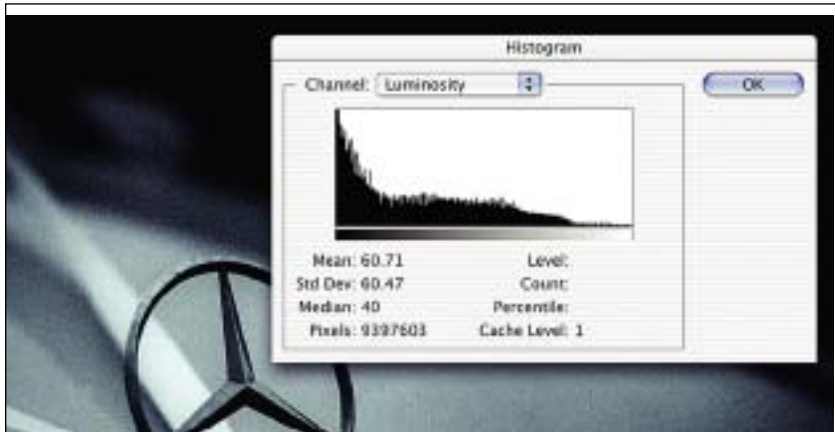 Histogram
Channel: Luminosity
OK
Mean: 60.71
Level:
Std Dev: 60.47
Count:
Median: 40
Percentile:
Pixels: 9397603
Cache Level: 1